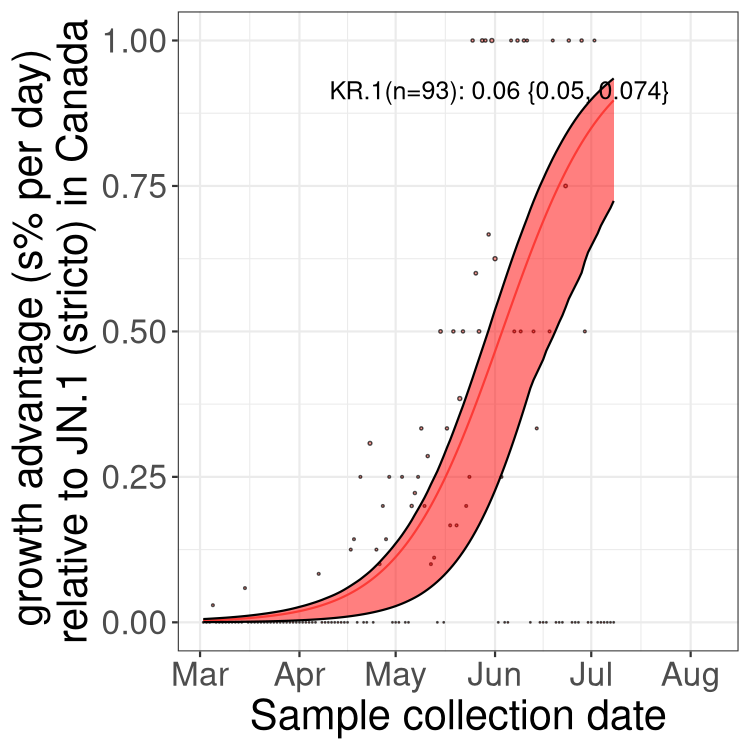 growth advantage (s% per day)
relative to JN.1 (stricto) in Canada
1.00
0.75
0.50
0.25
0.00
KR.1(n=93): 0.06 {0.05, 0.074}
Mar Apr May Jun Jul Aug
Sample collection date